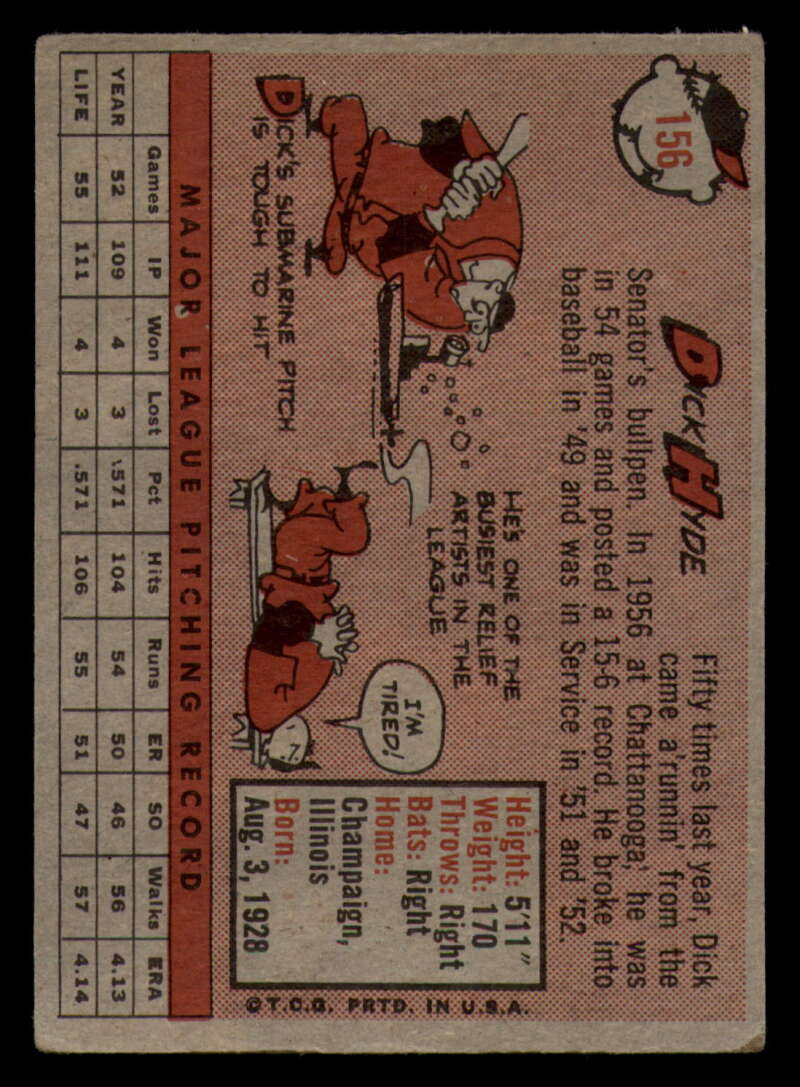 156
DICK HYDE
Fifty times last year, Dick
came a'runnin' from the
Senator's bullpen. In 1956 at Chattanooga, he was
in 54 games and posted a 15-6 record. He broke into
baseball in '49 and was in Service in '51 and '52.
DICK'S SUBMARINE PITCH
IS TOUGH TO HIT
HE'S ONE OF THE
BUSIEST RELIEF
ARTISTS IN THE
LEAGUE
I'M
TIRED!
Height: 5'11"
Weight: 170
Throws: Right
Bats: Right
Home:
Champaign,
Illinois
Born:
Aug. 3, 1928
©T.C.G. PRTD. IN U.S.A.
MAJOR LEAGUE PITCHING RECORD
Games IP Won Lost Pct Hits Runs ER SO Walks ERA
YEAR 52 109 4 3 .571 104 54 50 46 56 4.13
LIFE 55 111 4 3 .571 106 55 51 47 57 4.14